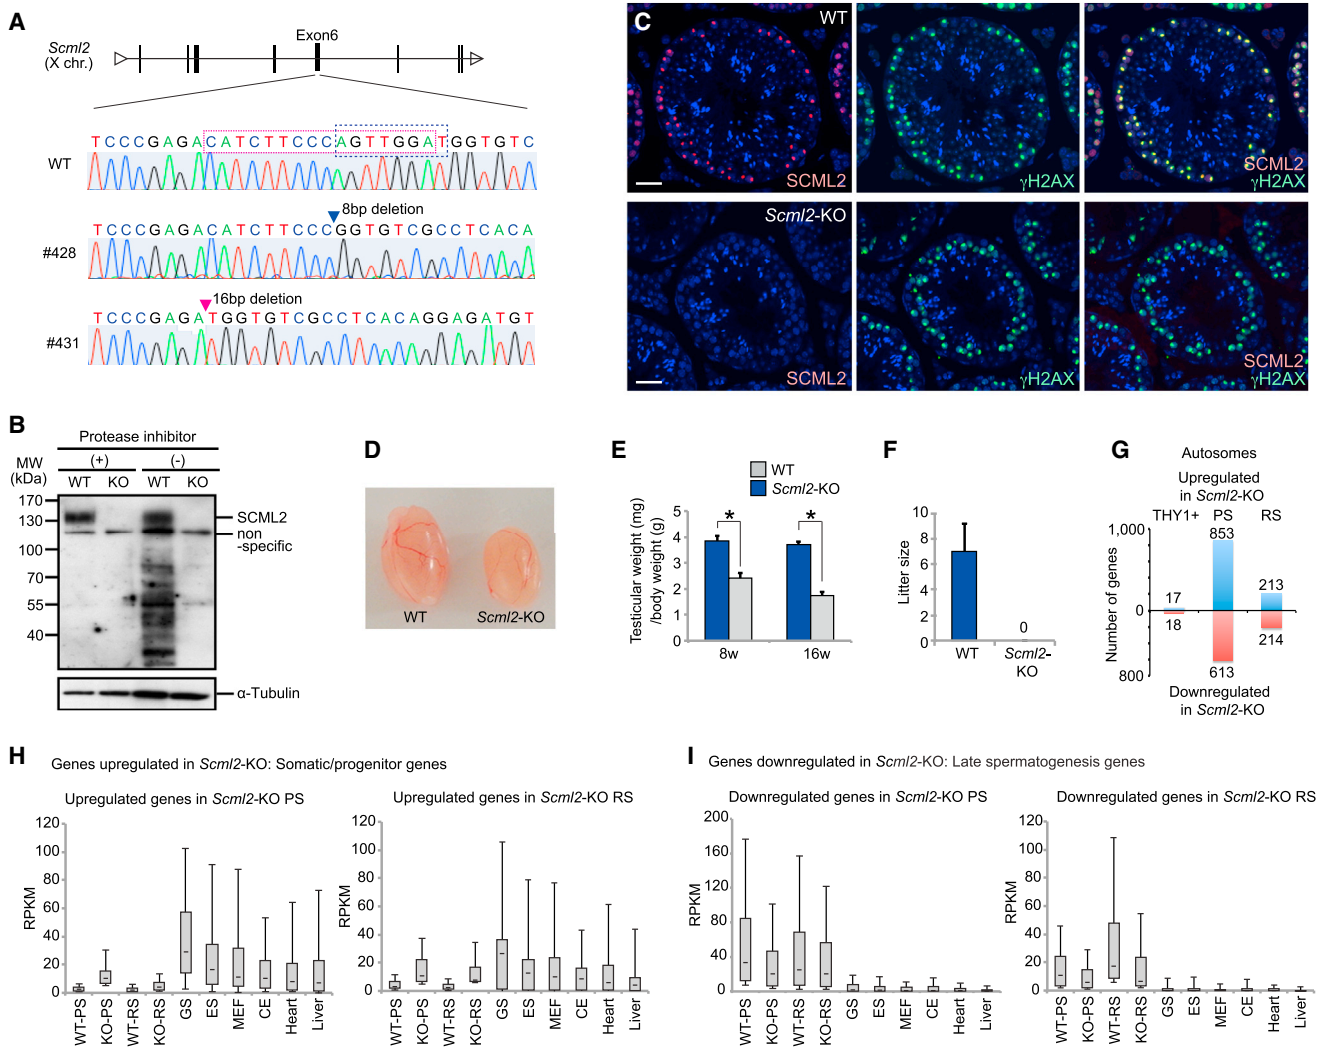 A
Scml2
(X chr.)
Exon6
TCCCGAGACATCTTCCCAGTTGGATGGTGTC
WT
8bp deletion
TCCCGAGACATCTTCCCGGTGTCGCCTCACA
#428
16bp deletion
TCCCGAGATGGTGTCGCCTCACAGGAGATGT
#431
B
Protease inhibitor
MW
(kDa)
(+) (-)
WT KO WT KO
170
130
100
70
55
40
SCML2
non
-specific
α-Tubulin
C
WT
SCML2
γH2AX
SCML2
γH2AX
Scml2-KO
SCML2
γH2AX
SCML2
γH2AX
D
WT
Scml2-KO
E
WT
Scml2-KO
Testicular weight (mg)
/body weight (g)
5
4
3
2
1
0
*
*
8w
16w
F
Litter size
10
8
6
4
2
0
0
WT
Scml2-
KO
G
Autosomes
Upregulated
in Scml2-KO
THY1+ PS RS
Number of genes
1,000
0
800
17
18
853
613
213
214
Downregulated
in Scml2-KO
H
Genes upregulated in Scml2-KO: Somatic/progenitor genes
Upregulated genes in Scml2-KO PS
RPKM
120
100
80
60
40
20
0
WT-PS
KO-PS
WT-RS
KO-RS
GS
ES
MEF
CE
Heart
Liver
Upregulated genes in Scml2-KO RS
RPKM
120
100
80
60
40
20
0
WT-PS
KO-PS
WT-RS
KO-RS
GS
ES
MEF
CE
Heart
Liver
I
Genes downregulated in Scml2-KO: Late spermatogenesis genes
Downregulated genes in Scml2-KO PS
RPKM
200
160
120
80
40
0
WT-PS
KO-PS
WT-RS
KO-RS
GS
ES
MEF
CE
Heart
Liver
Downregulated genes in Scml2-KO RS
RPKM
120
100
80
60
40
20
0
WT-PS
KO-PS
WT-RS
KO-RS
GS
ES
MEF
CE
Heart
Liver